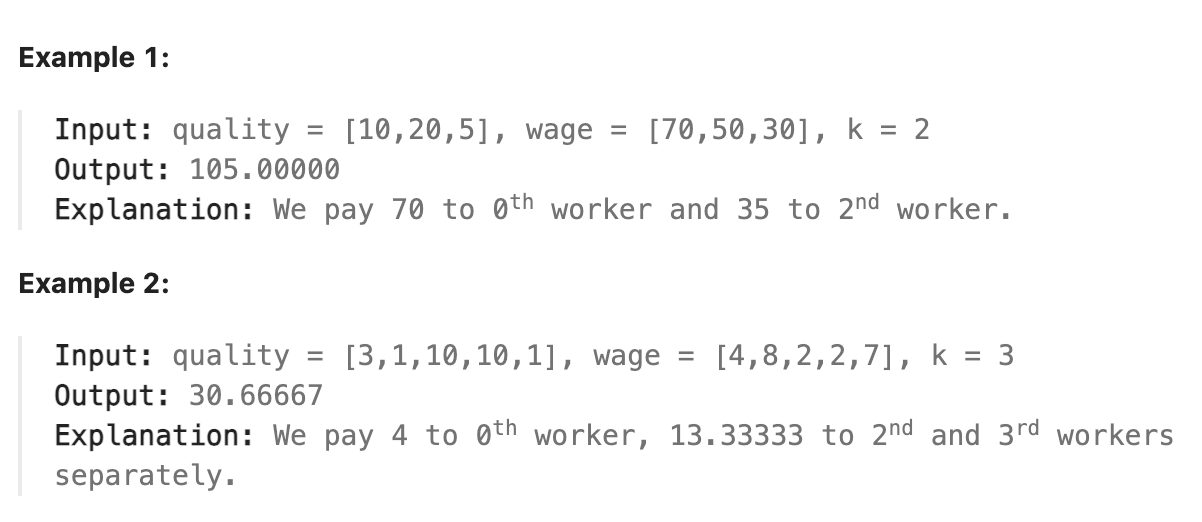 Example 1:
Input: quality = [10,20,5], wage = [70,50,30], k = 2
Output: 105.00000
Explanation: We pay 70 to 0th worker and 35 to 2nd worker.
Example 2:
Input: quality = [3,1,10,10,1], wage = [4,8,2,2,7], k = 3
Output: 30.66667
Explanation: We pay 4 to 0th worker, 13.33333 to 2nd and 3rd workers
separately.